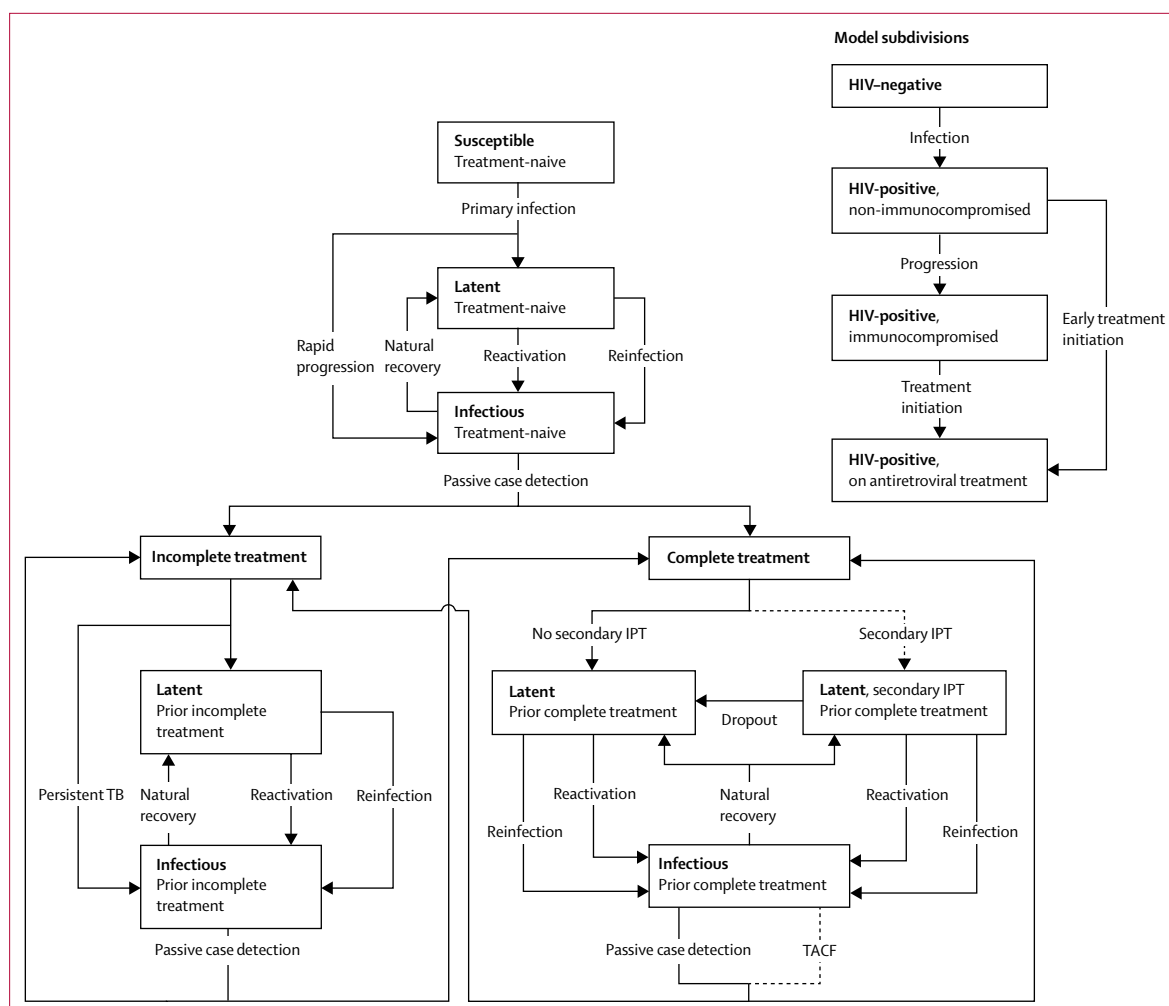 Model subdivisions
HIV–negative
Infection
HIV-positive,
non-immunocompromised
Progression
HIV-positive,
immunocompromised
Early treatment
initiation
Treatment
initiation
HIV-positive,
on antiretroviral treatment
Susceptible
Treatment-naive
Primary infection
Latent
Treatment-naive
Rapid
progression
Natural
recovery
Reactivation
Reinfection
Infectious
Treatment-naive
Passive case detection
Incomplete treatment
Complete treatment
Latent
Prior incomplete
treatment
Persistent TB
Natural
recovery
Reactivation
Reinfection
Infectious
Prior incomplete
treatment
Passive case detection
No secondary IPT
Secondary IPT
Latent
Prior complete treatment
Dropout
Latent, secondary IPT
Prior complete treatment
Reinfection
Reactivation
Natural
recovery
Reactivation
Reinfection
Infectious
Prior complete treatment
Passive case detection
TACF